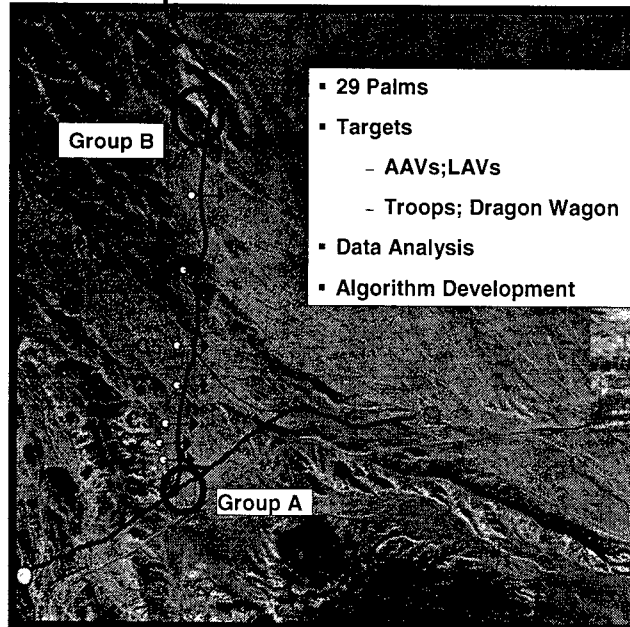 ▪ 29 Palms
▪ Targets
– AAVs;LAVs
– Troops; Dragon Wagon
▪ Data Analysis
▪ Algorithm Development
Group B
Group A